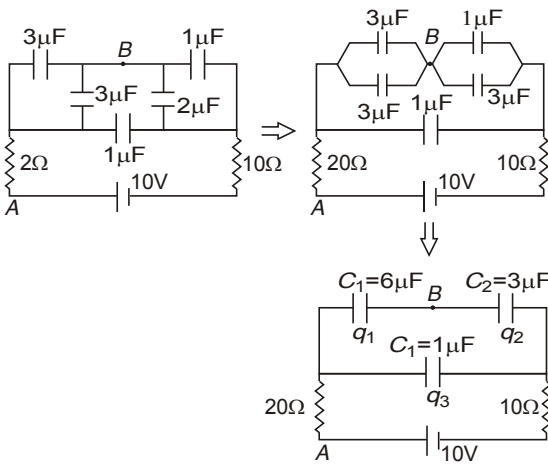 3μF
B
1μF
3μF
2μF
1μF
2Ω
10Ω
10V
A
⇒
3μF
B
1μF
3μF
1μF
3μF
20Ω
10Ω
10V
A
⇓
C₁=6μF
B
C₂=3μF
q₁
q₂
C₁=1μF
q₃
20Ω
10Ω
A
10V